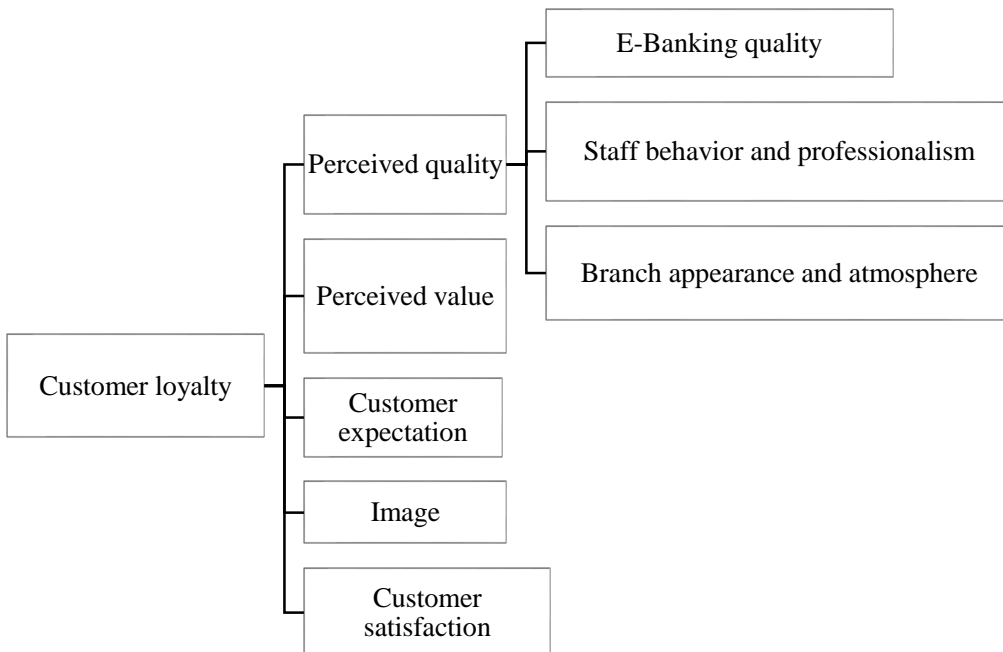 E-Banking quality
Staff behavior and professionalism
Perceived quality
Branch appearance and atmosphere
Perceived value
Customer loyalty
Customer
expectation
Image
Customer
satisfaction